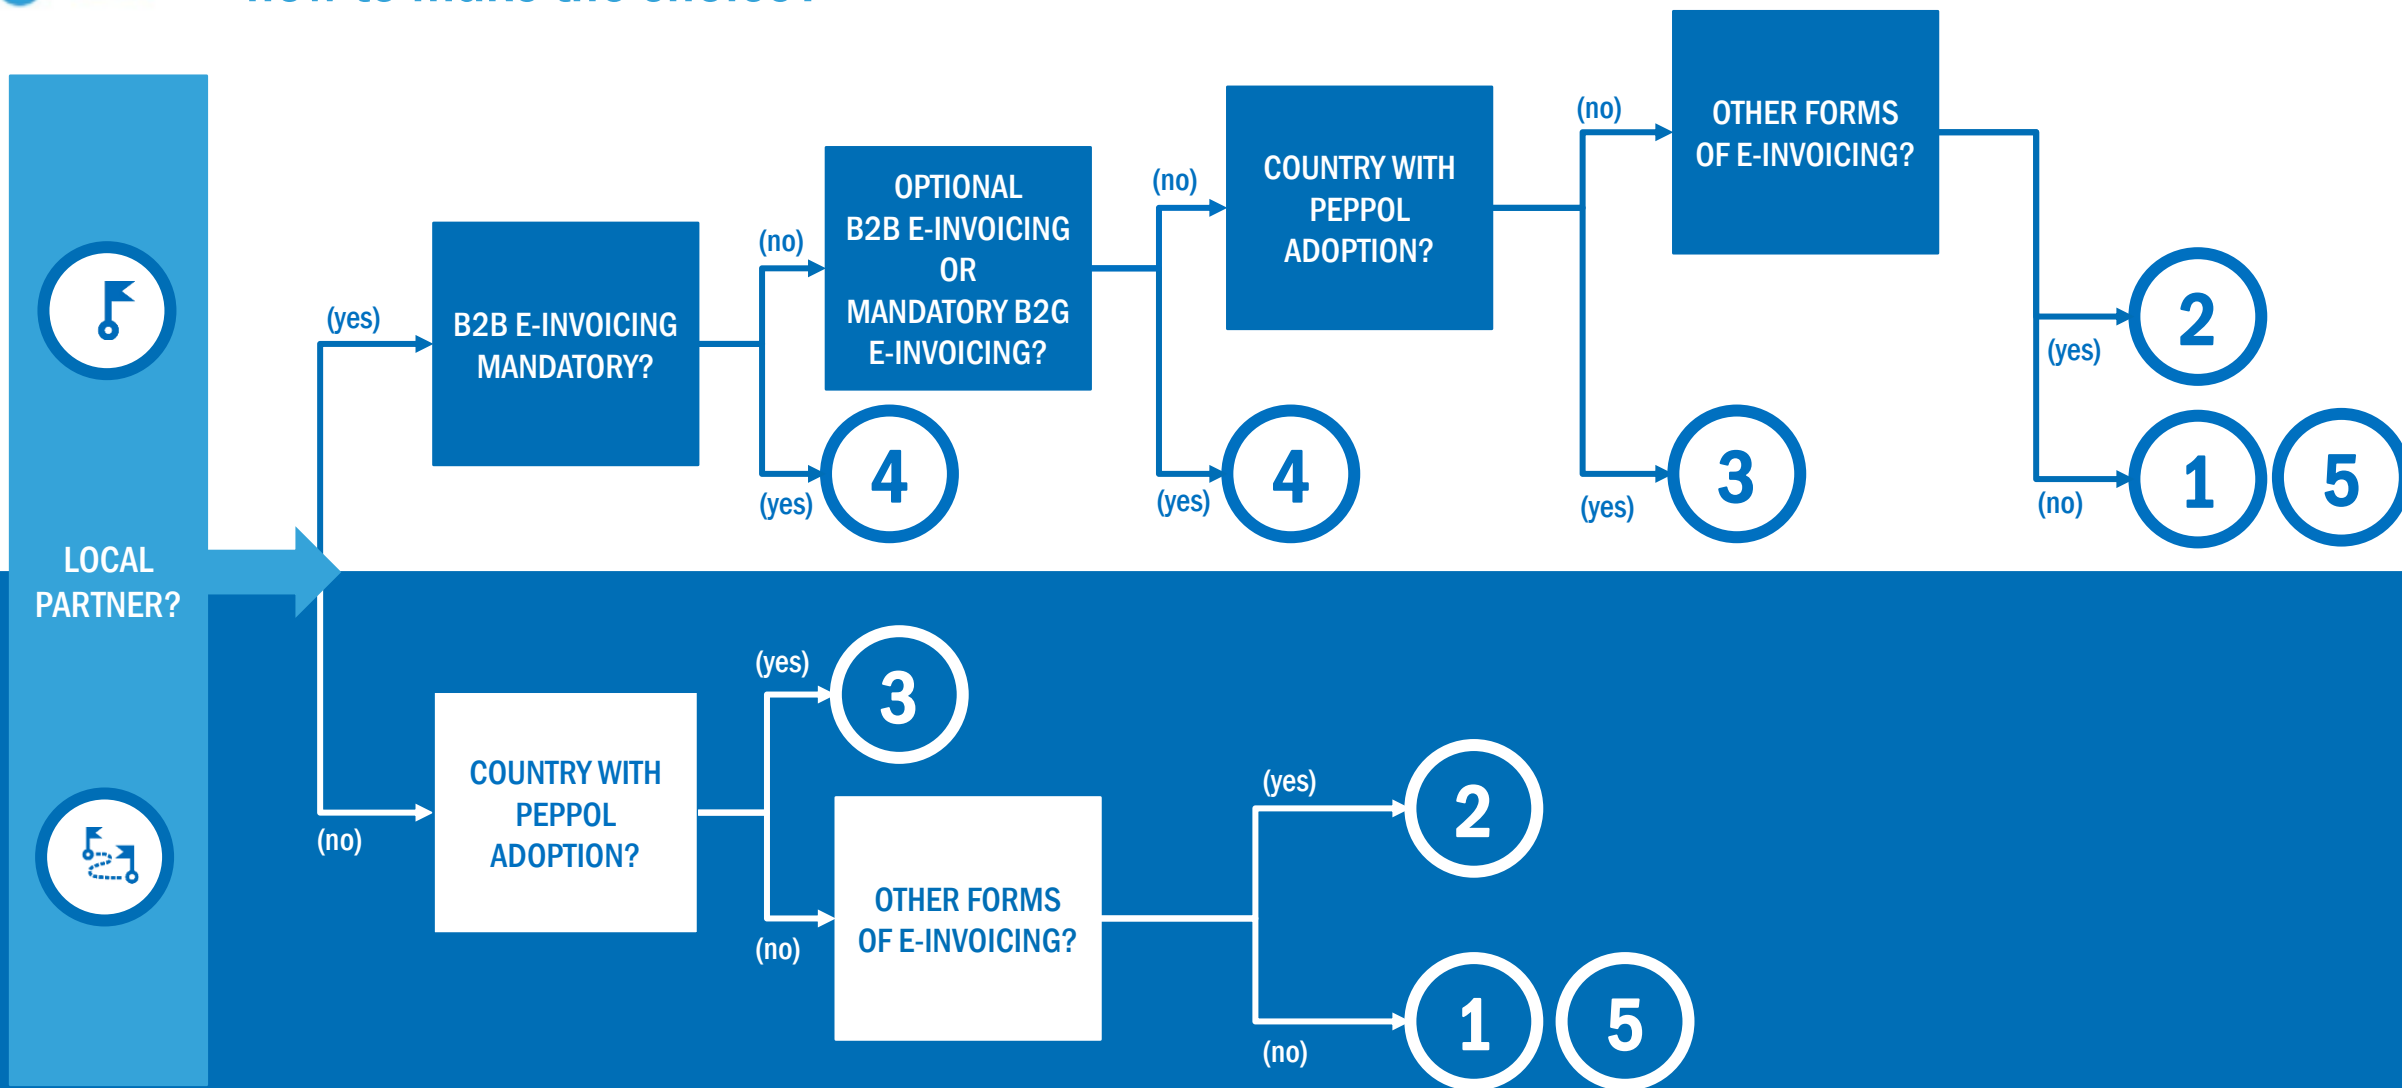 LOCAL
PARTNER?
(yes)
B2B E-INVOICING
MANDATORY?
(no)
OPTIONAL
B2B E-INVOICING
OR
MANDATORY B2G
E-INVOICING?
(yes)
4
(no)
COUNTRY WITH
PEPPOL
ADOPTION?
(yes)
4
(no)
OTHER FORMS
OF E-INVOICING?
(yes)
3
(yes)
2
(no)
1 5
(no)
COUNTRY WITH
PEPPOL
ADOPTION?
(yes)
3
(no)
OTHER FORMS
OF E-INVOICING?
(yes)
2
(no)
1 5